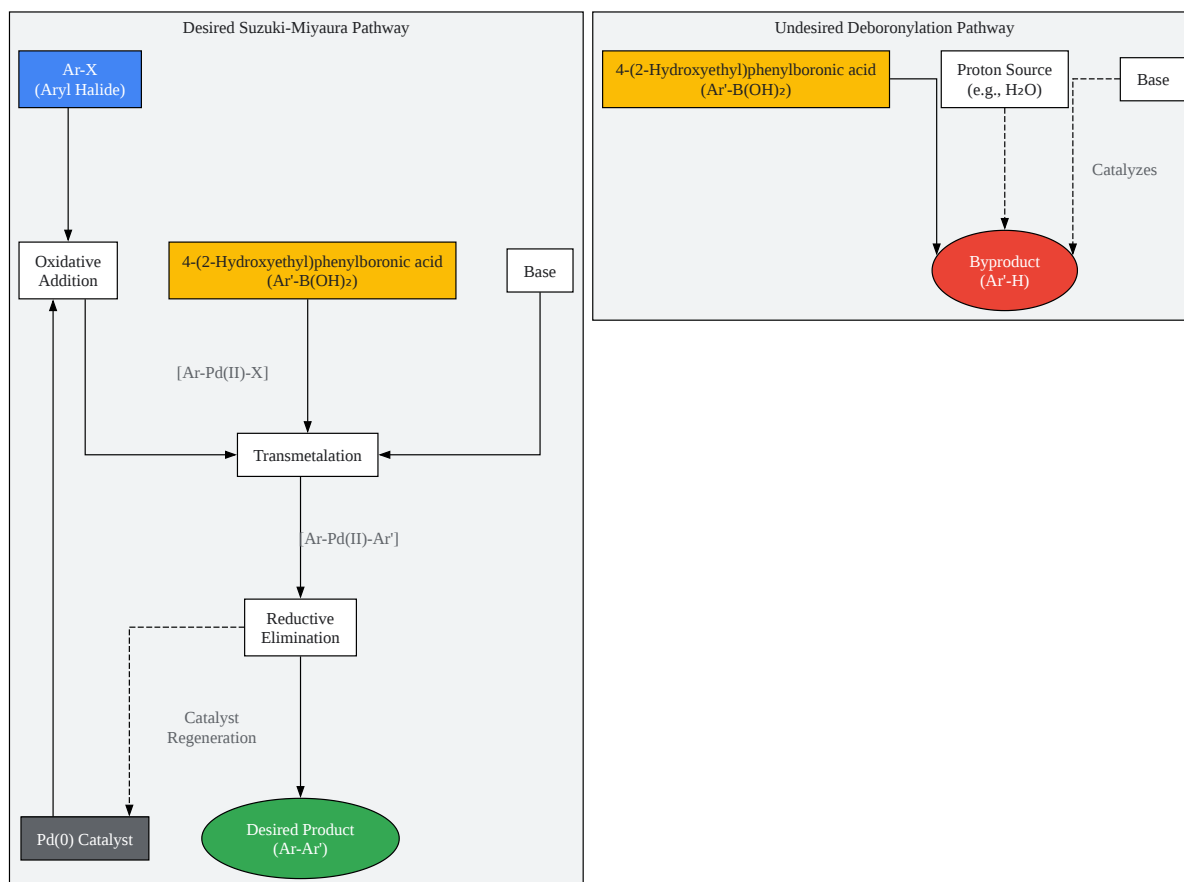 Desired Suzuki-Miyaura Pathway
Ar-X
(Aryl Halide)
Oxidative
Addition
4-(2-Hydroxyethyl)phenylboronic acid
(Ar'-B(OH)₂)
Base
[Ar-Pd(II)-X]
Transmetalation
[Ar-Pd(II)-Ar']
Reductive
Elimination
Catalyst
Regeneration
Pd(0) Catalyst
Desired Product
(Ar-Ar')
Undesired Deboronylation Pathway
4-(2-Hydroxyethyl)phenylboronic acid
(Ar'-B(OH)₂)
Proton Source
(e.g., H₂O)
Base
Catalyzes
Byproduct
(Ar'-H)